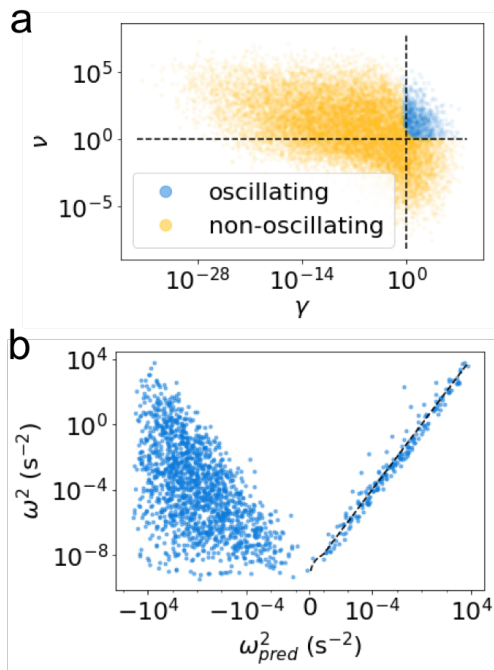 a
ν
10^5
10^0
10^-5
oscillating
non-oscillating
10^-28 10^-14 10^0
γ
b
ω^2 (s^-2)
10^4
10^0
10^-4
10^-8
−10^4 −10^-4 0 10^-4 10^4
ω^2_pred (s^-2)